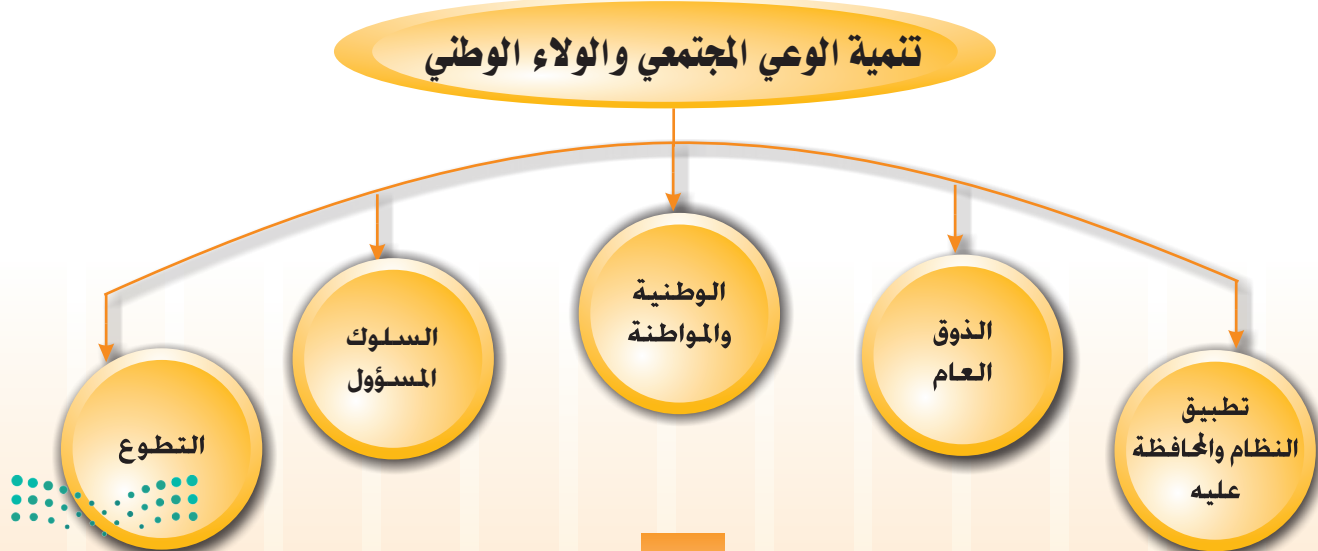 تنمية الوعي المجتمعي والولاء الوطني
تطبيق
النظام والمحافظة
عليه
الذوق
العام
الوطنية
والمواطنة
السلوك
المسؤول
التطوع